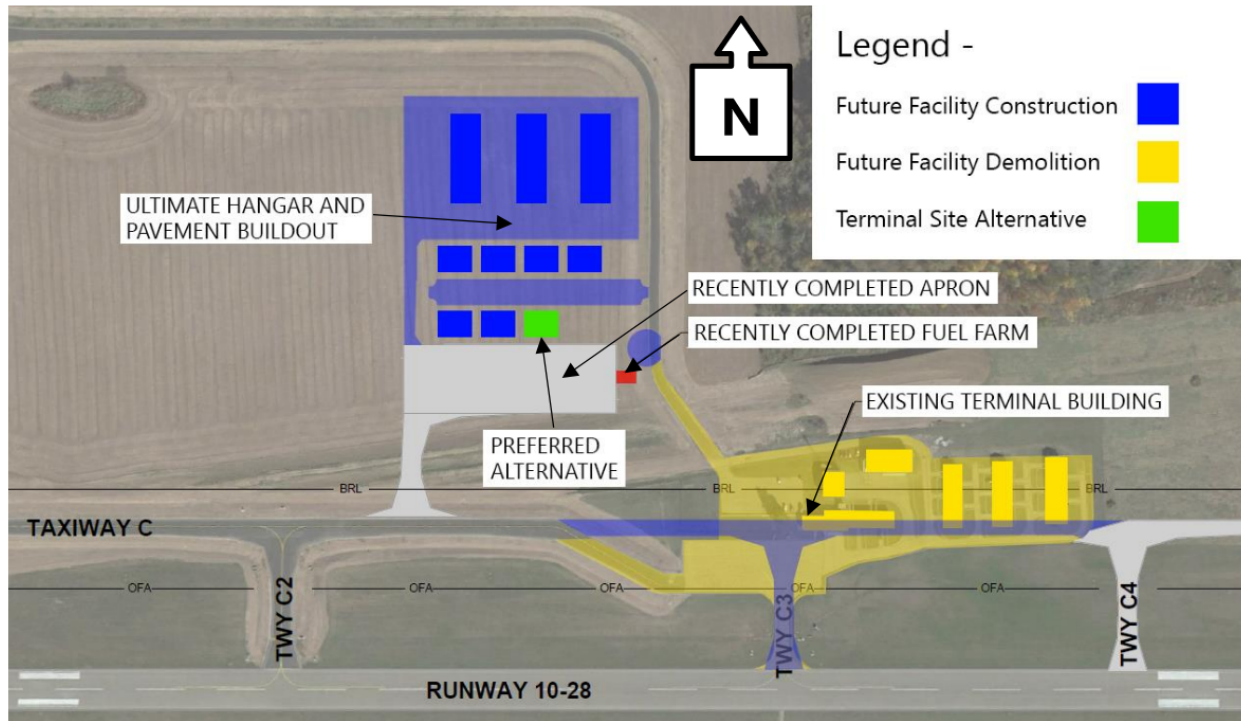 N
Legend -
Future Facility Construction
Future Facility Demolition
Terminal Site Alternative
ULTIMATE HANGAR AND
PAVEMENT BUILDOUT
RECENTLY COMPLETED APRON
RECENTLY COMPLETED FUEL FARM
EXISTING TERMINAL BUILDING
PREFERRED
ALTERNATIVE
BRL
BRL
BRL
TAXIWAY C
OFA
OFA
OFA
OFA
OFA
TWY C2
TWY C3
TWY C4
RUNWAY 10-28